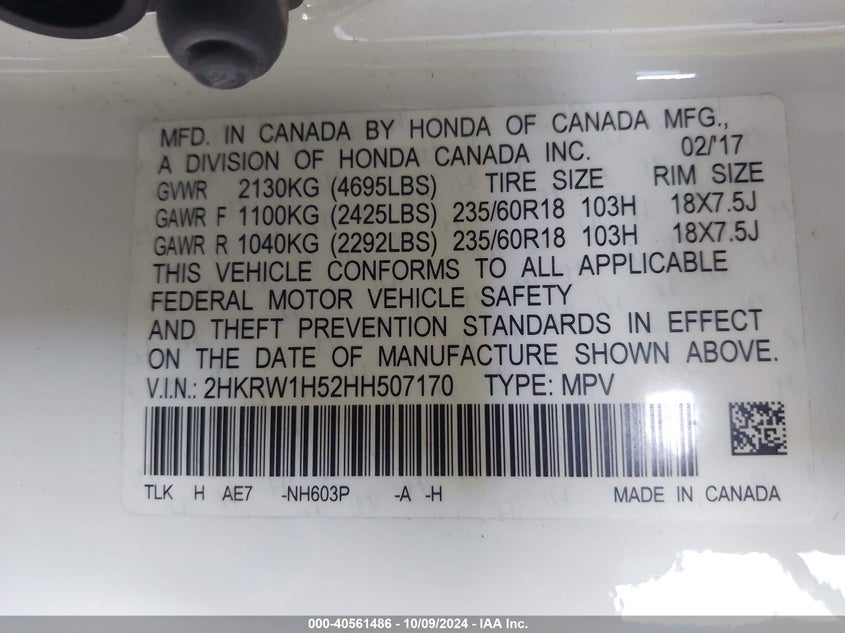 MFD. IN CANADA BY HONDA OF CANADA MFG.,
A DIVISION OF HONDA CANADA INC. 02/'17
GVWR 2130KG (4695LBS) TIRE SIZE RIM SIZE
GAWR F 1100KG (2425LBS) 235/60R18 103H 18X7.5J
GAWR R 1040KG (2292LBS) 235/60R18 103H 18X7.5J
THIS VEHICLE CONFORMS TO ALL APPLICABLE
FEDERAL MOTOR VEHICLE SAFETY
AND THEFT PREVENTION STANDARDS IN EFFECT
ON THE DATE OF MANUFACTURE SHOWN ABOVE.
V.I.N.: 2HKRW1H52HH507170 TYPE: MPV
TLK H AE7 -NH603P -A -H MADE IN CANADA
000-40561486 - 10/09/2024 - IAA Inc.